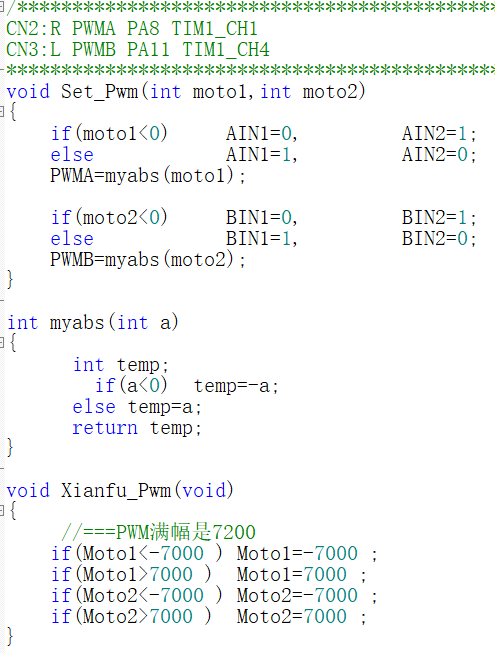 /*******************************************
CN2:R PWMA PA8 TIM1_CH1
CN3:L PWMB PA11 TIM1_CH4
*******************************************
void Set_Pwm(int moto1,int moto2)
{
if(moto1<0) AIN1=0, AIN2=1;
else AIN1=1, AIN2=0;
PWMA=myabs(moto1);
if(moto2<0) BIN1=0, BIN2=1;
else BIN1=1, BIN2=0;
PWMB=myabs(moto2);
}
int myabs(int a)
{
int temp;
if(a<0) temp=-a;
else temp=a;
return temp;
}
void Xianfu_Pwm(void)
{
//===PWM满幅是7200
if(Moto1<-7000 ) Moto1=-7000 ;
if(Moto1>7000 ) Moto1=7000 ;
if(Moto2<-7000 ) Moto2=-7000 ;
if(Moto2>7000 ) Moto2=7000 ;
}